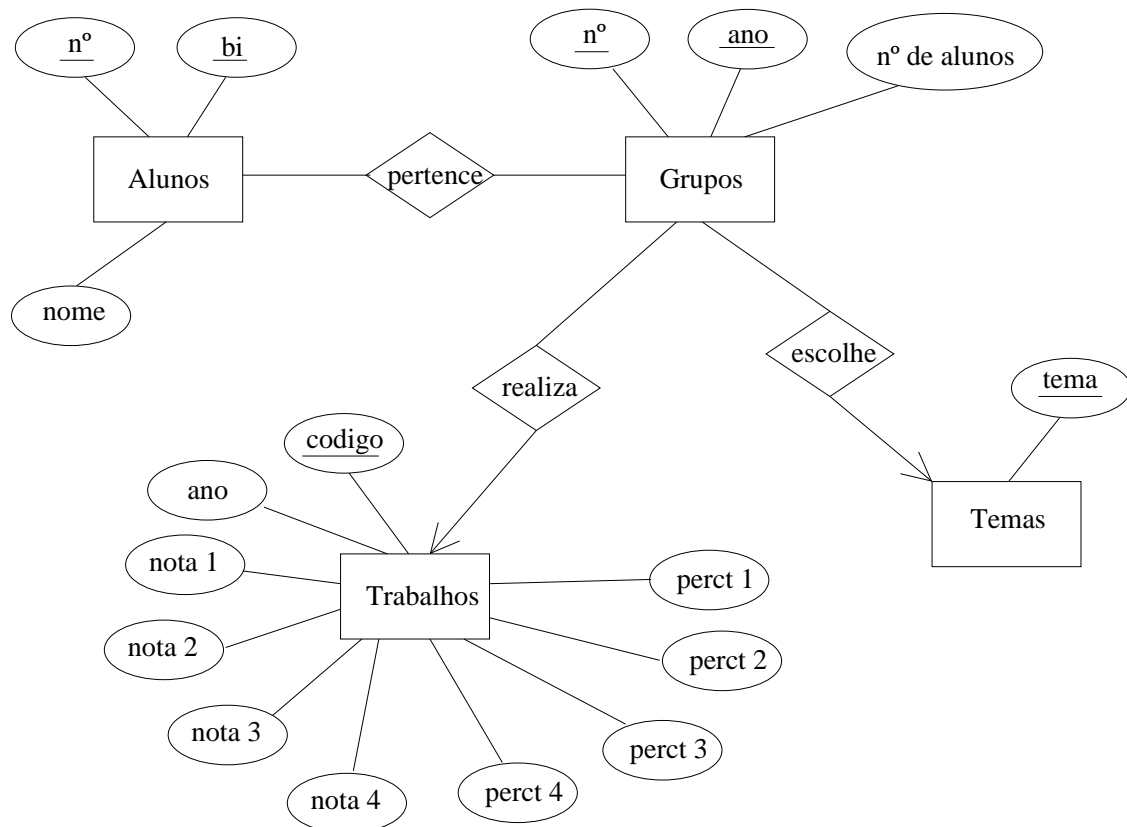 nº
bi
nº
ano
nº de alunos
Alunos
pertence
Grupos
nome
escolhe
realiza
tema
codigo
ano
Temas
nota 1
perct 1
Trabalhos
nota 2
perct 2
nota 3
perct 3
nota 4
perct 4